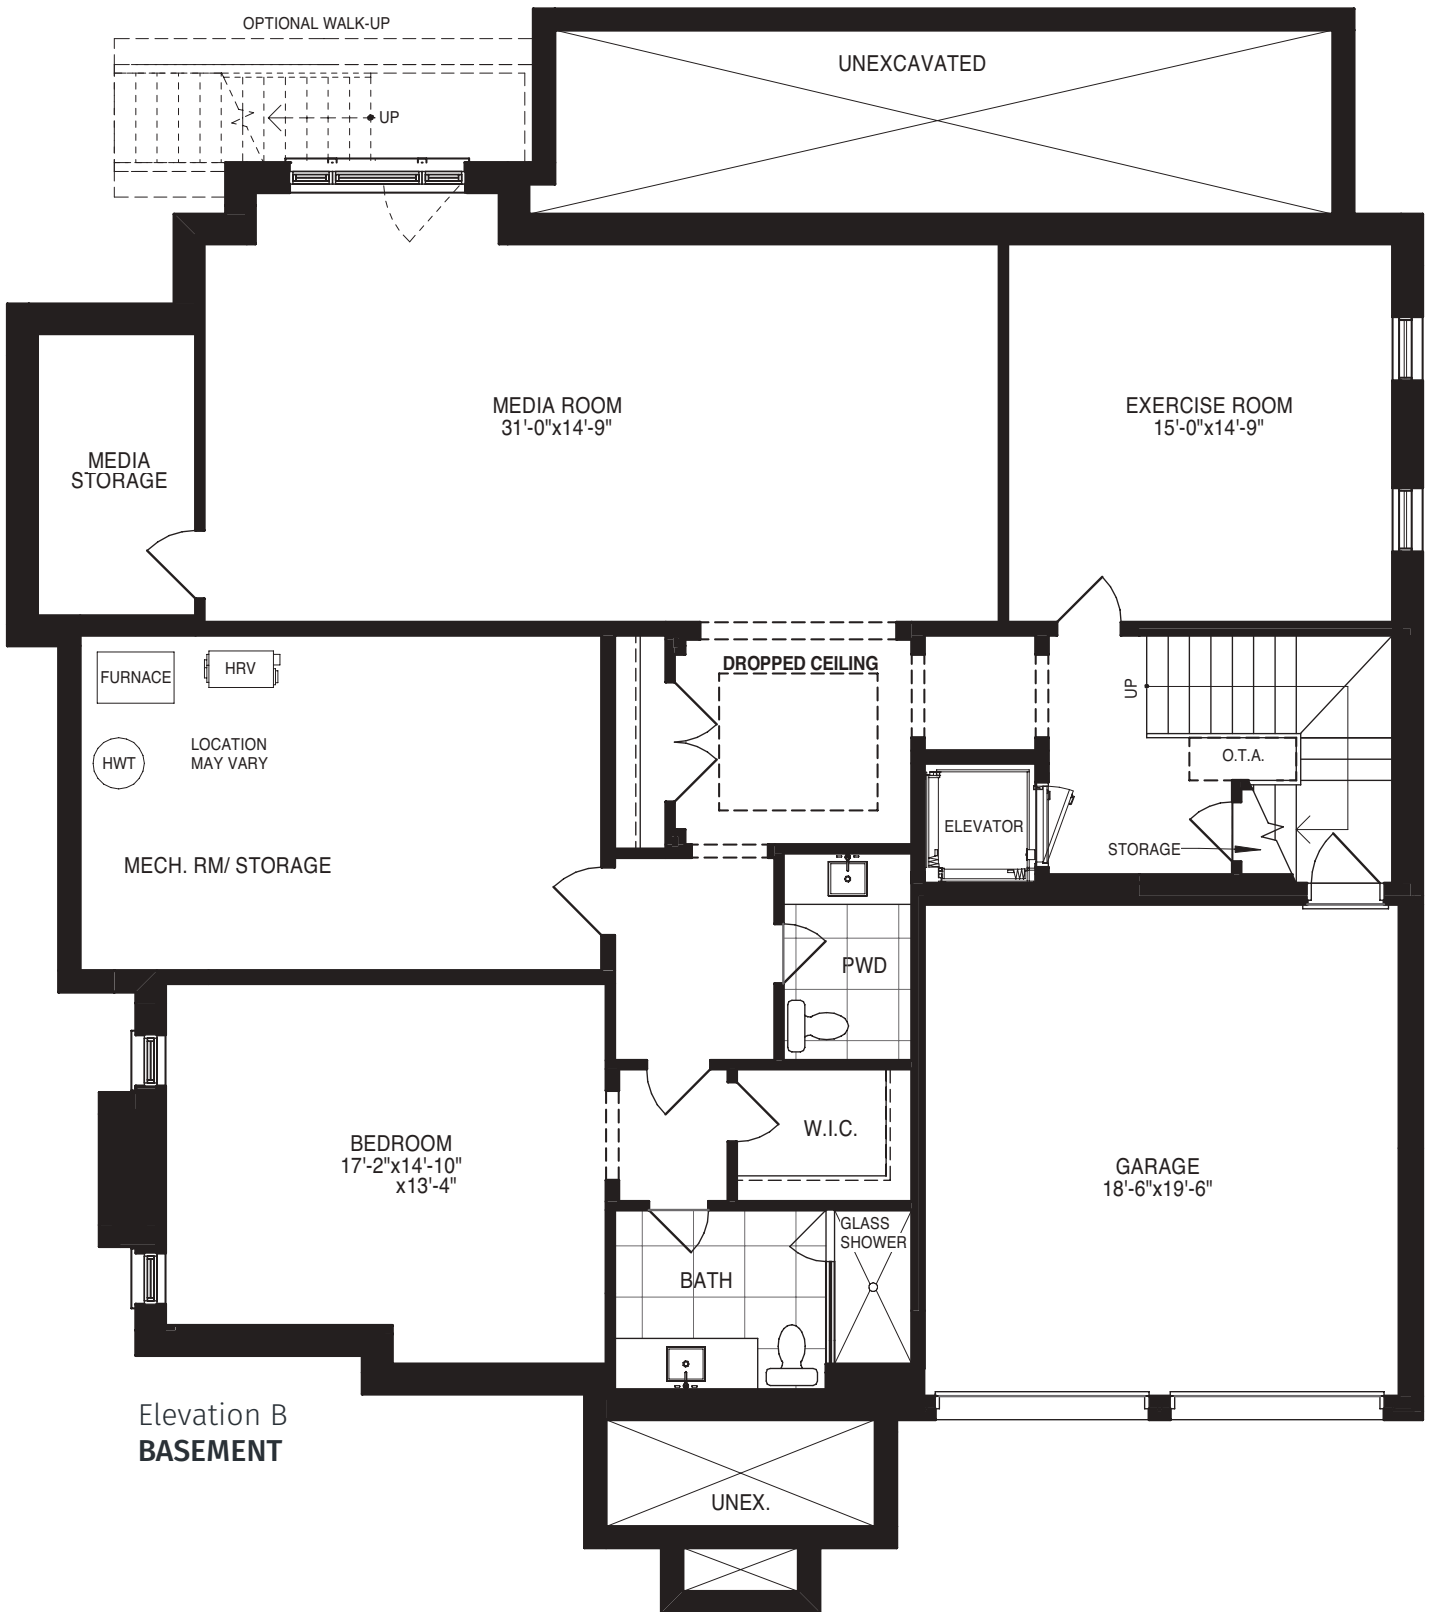 OPTIONAL WALK-UP
UNEXCAVATED
UP
MEDIA ROOM
31'-0"x14'-9"
EXERCISE ROOM
15'-0"x14'-9"
MEDIA
STORAGE
FURNACE
HRV
HWT
LOCATION
MAY VARY
MECH. RM/ STORAGE
DROPPED CEILING
UP
O.T.A.
ELEVATOR
STORAGE
PWD
W.I.C.
BEDROOM
17'-2"x14'-10"
x13'-4"
GARAGE
18'-6"x19'-6"
GLASS
SHOWER
BATH
Elevation B
BASEMENT
UNEX.